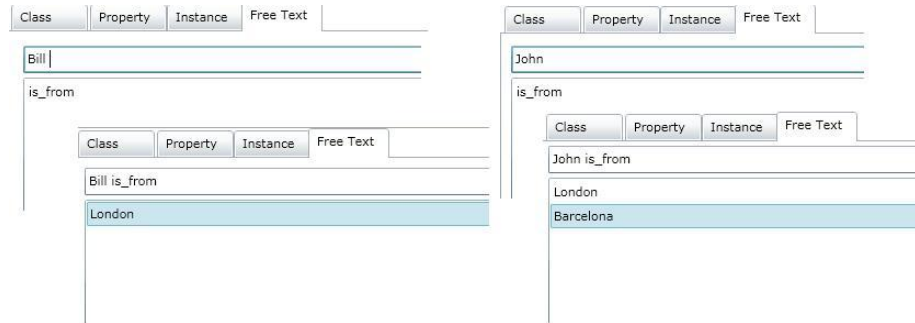 Class Property Instance Free Text
Bill
is_from
Class Property Instance Free Text
Bill is_from
London
Class Property Instance Free Text
John
is_from
Class Property Instance Free Text
John is_from
London
Barcelona